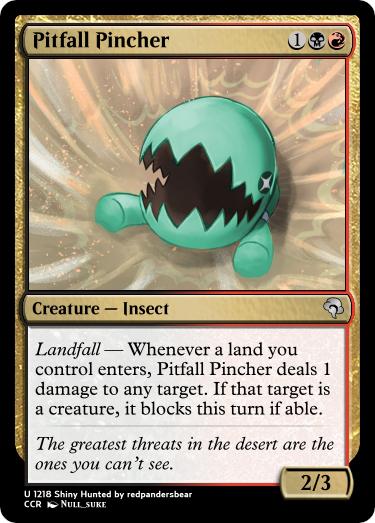 Pitfall Pincher 1
Creature — Insect
Landfall — Whenever a land you
control enters, Pitfall Pincher deals 1
damage to any target. If that target is
a creature, it blocks this turn if able.
The greatest threats in the desert are the
ones you can't see.
2/3
U 1218 Shiny Hunted by redpandersbear
CCR Null_suke